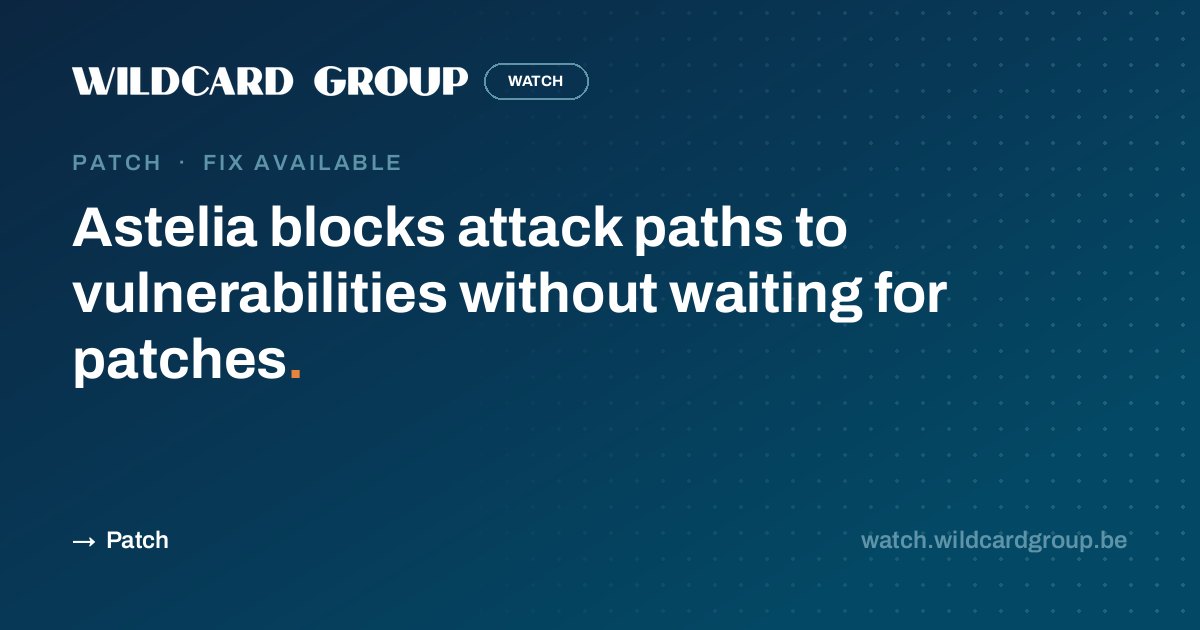 WILDCARD GROUP WATCH
PATCH · FIX AVAILABLE
Astelia blocks attack paths to
vulnerabilities without waiting for
patches.
→ Patch
watch.wildcardgroup.be